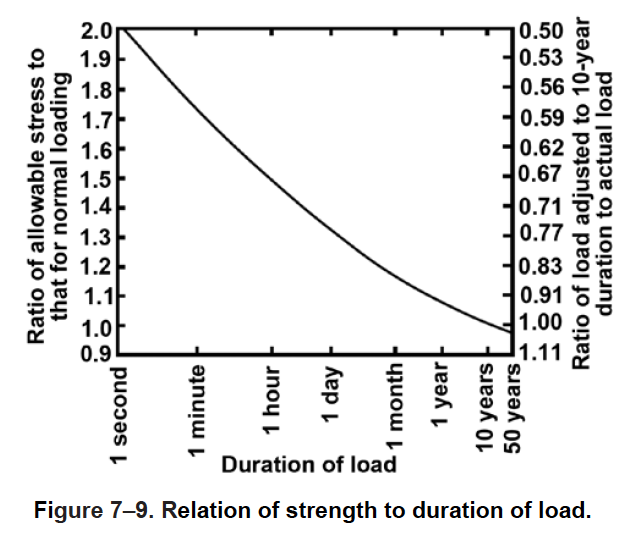 Ratio of allowable stress to
that for normal loading
2.0
1.9
1.8
1.7
1.6
1.5
1.4
1.3
1.2
1.1
1.0
0.9
0.50
0.53
0.56
0.59
0.62
0.67
0.71
0.77
0.83
0.91
1.00
1.11
Ratio of load adjusted to 10-year
duration to actual load
1 second
1 minute
1 hour
1 day
1 month
1 year
10 years
50 years
Duration of load
Figure 7–9. Relation of strength to duration of load.